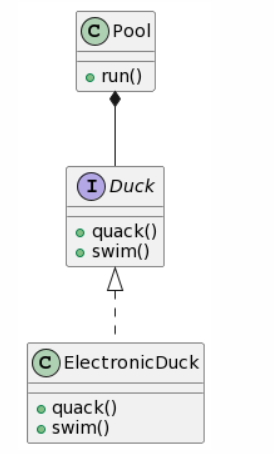 C Pool
run()
I Duck
quack()
swim()
C ElectronicDuck
quack()
swim()